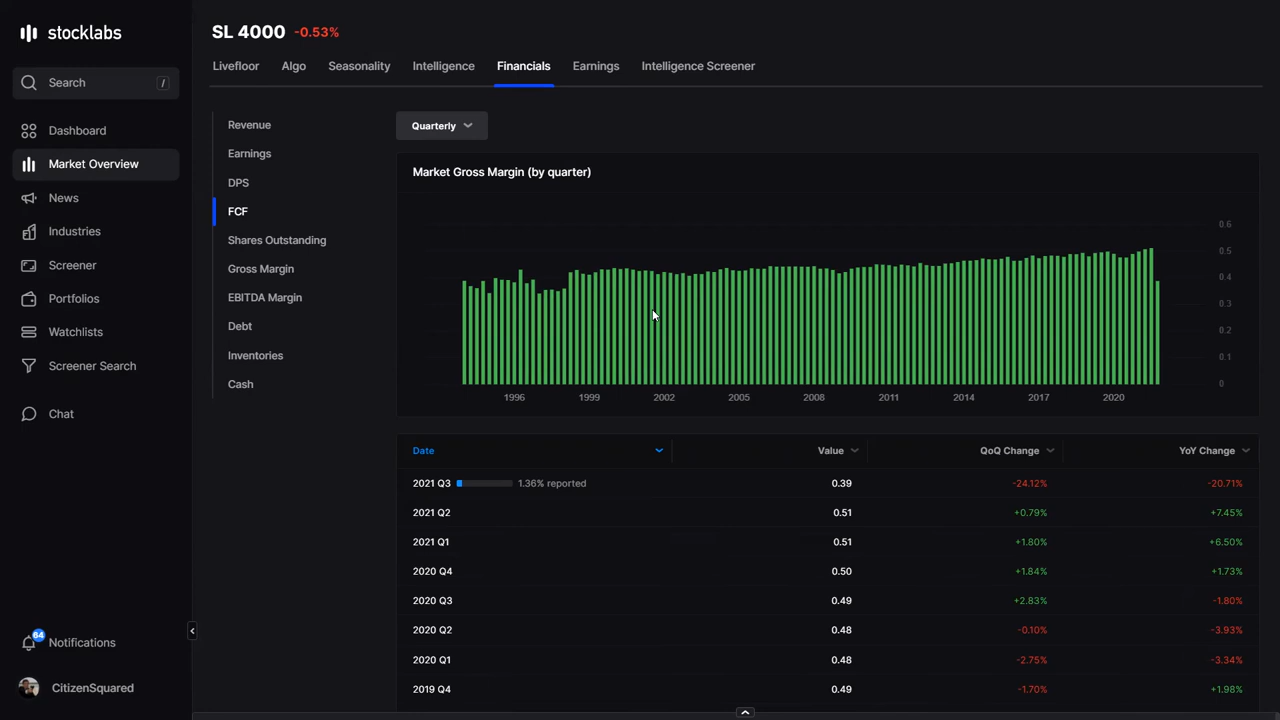 stocklabs
Search /
Dashboard
Market Overview
News
Industries
Screener
Portfolios
Watchlists
Screener Search
Chat
64
Notifications
CitizenSquared
SL 4000 -0.53%
Livefloor Algo Seasonality Intelligence Financials Earnings Intelligence Screener
Revenue
Earnings
DPS
FCF
Shares Outstanding
Gross Margin
EBITDA Margin
Debt
Inventories
Cash
Quarterly
Market Gross Margin (by quarter)
0.6
0.5
0.4
0.3
0.2
0.1
0
1996 1999 2002 2005 2008 2011 2014 2017 2020
Date Value QoQ Change YoY Change
2021 Q3 1.36% reported 0.39 -24.12% -20.71%
2021 Q2 0.51 +0.79% +7.45%
2021 Q1 0.51 +1.80% +6.50%
2020 Q4 0.50 +1.84% +1.73%
2020 Q3 0.49 +2.83% -1.80%
2020 Q2 0.48 -0.10% -3.93%
2020 Q1 0.48 -2.75% -3.34%
2019 Q4 0.49 -1.70% +1.98%